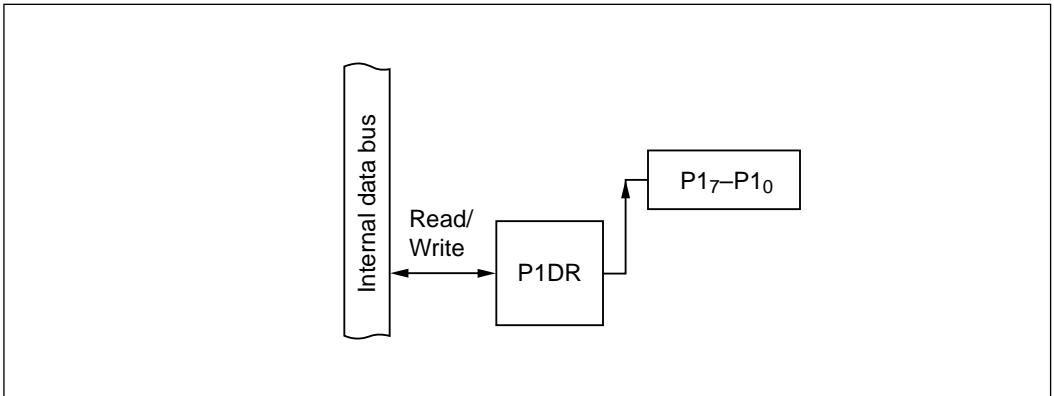 Internal data bus
Read/
Write
P1DR
P1₇–P1₀